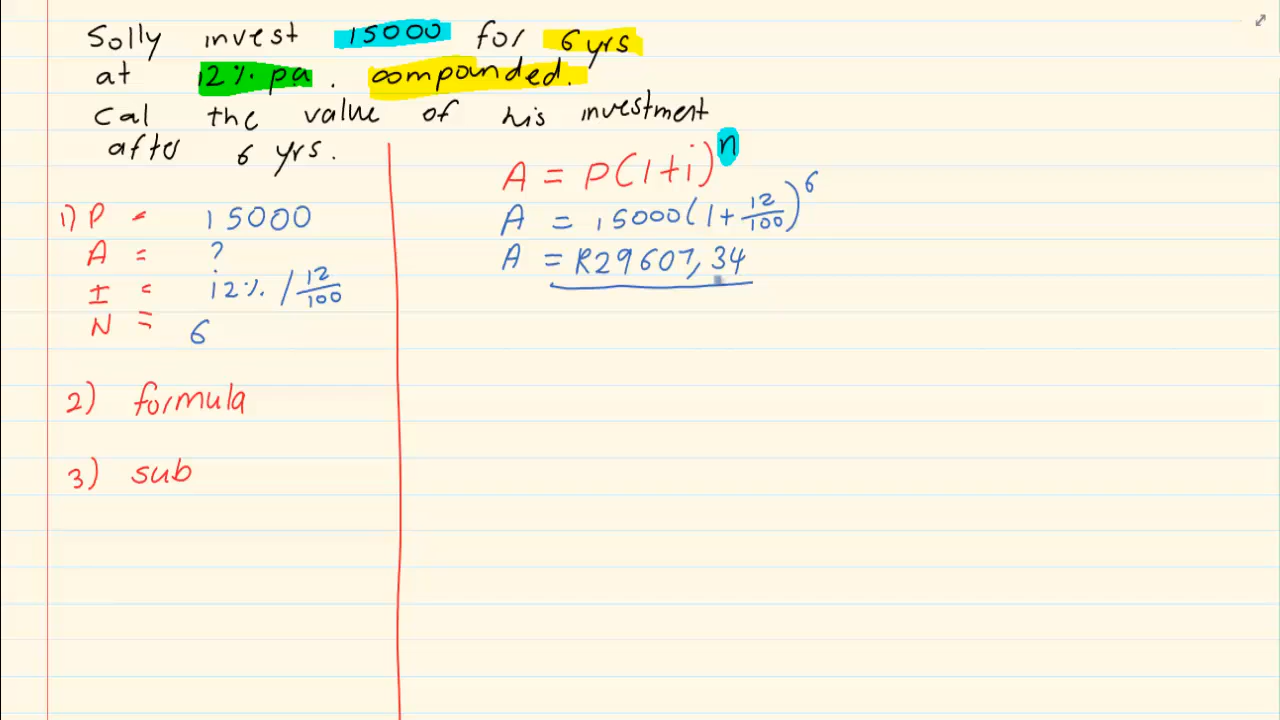 Solly invest 15000 for 6 yrs
at 12% pa. compounded.
Cal the value of his investment
after 6 yrs.
1) P = 15000
A = ?
I = 12% / 12/100
N = 6
2) formula
3) sub
A = P(1+i)^n
A = 15000(1+12/100)^6
A = R29607,34